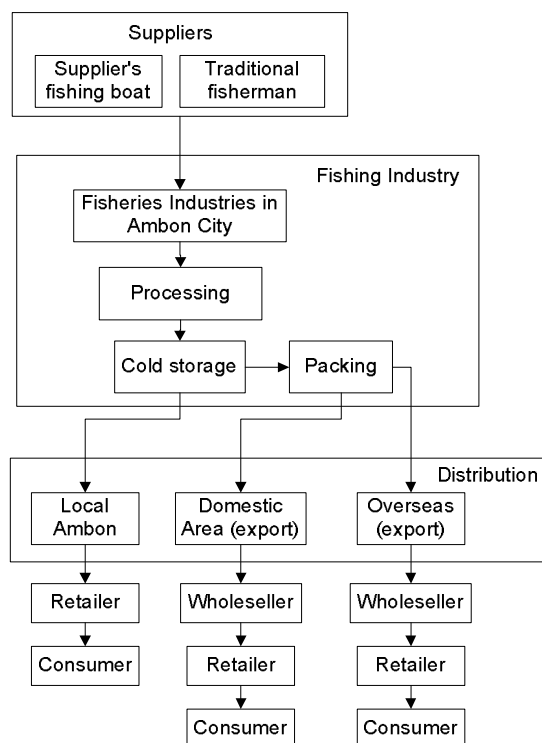 Suppliers
Supplier's
fishing boat
Traditional
fisherman
Fishing Industry
Fisheries Industries in
Ambon City
Processing
Cold storage
Packing
Distribution
Local
Ambon
Domestic
Area (export)
Overseas
(export)
Retailer
Wholeseller
Wholeseller
Consumer
Retailer
Retailer
Consumer
Consumer